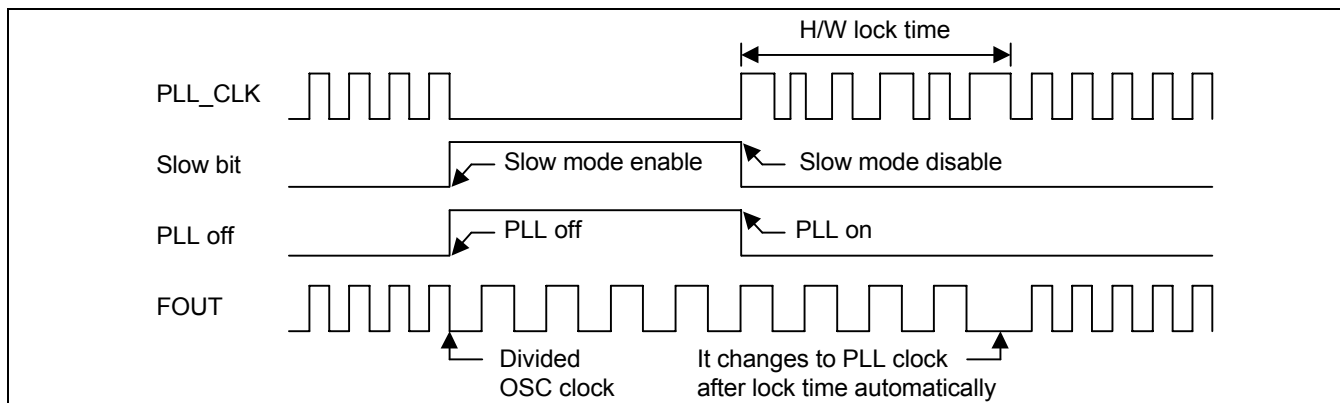 H/W lock time
PLL_CLK
Slow bit
Slow mode enable
Slow mode disable
PLL off
PLL off
PLL on
FOUT
Divided
OSC clock
It changes to PLL clock
after lock time automatically